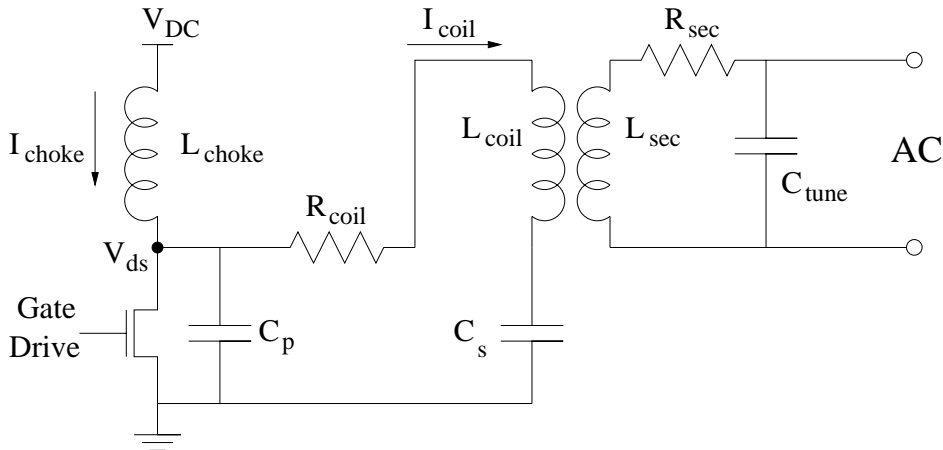 V_DC
I_coil
R_sec
I_choke
L_choke
L_coil
L_sec
C_tune
AC
R_coil
V_ds
Gate
Drive
C_p
C_s